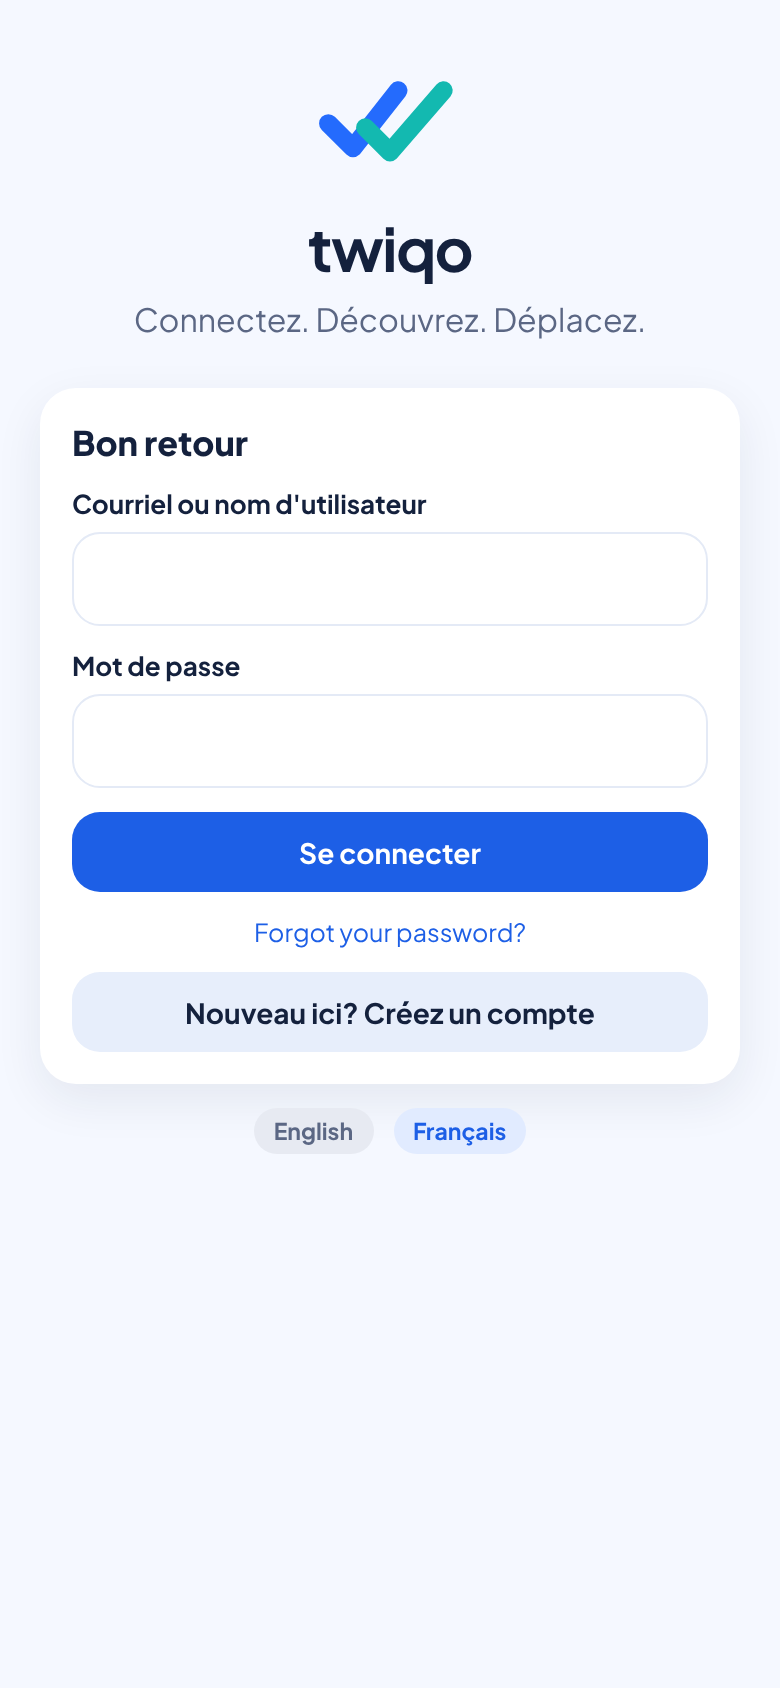 twiqo
Connectez. Découvrez. Déplacez.
Bon retour
Courriel ou nom d'utilisateur
Mot de passe
Se connecter
Forgot your password?
Nouveau ici? Créez un compte
English Français